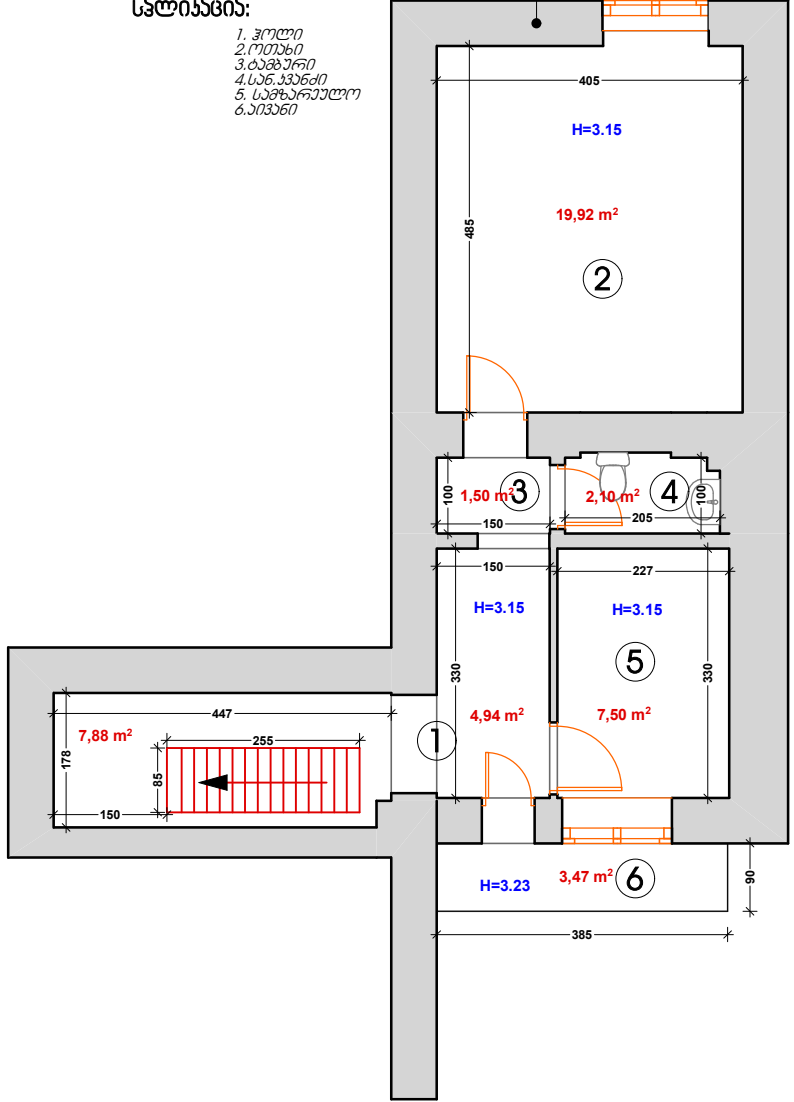 სპლიკაცია:
1. ჰოლი
2.ოთახი
3.ტამბური
4.სან.კვანძი
5. სამზარეულო
6.აივანი
405
H=3.15
485
19,92 m²
2
100
1,50 m²
3
150
2,10 m²
4
205
100
150
227
H=3.15
H=3.15
330
5
330
4,94 m²
7,50 m²
447
7,88 m²
1
255
178
85
150
3,47 m²
6
H=3.23
90
385